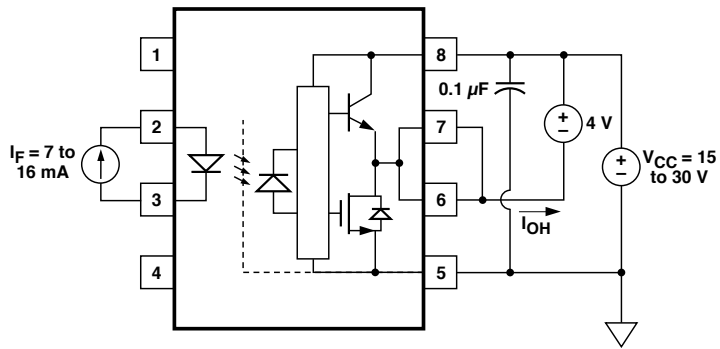 1
8
0.1 µF
2
7
+
−
4 V
I_F = 7 to
16 mA
+
−
V_CC = 15
to 30 V
3
6
I_OH
4
5